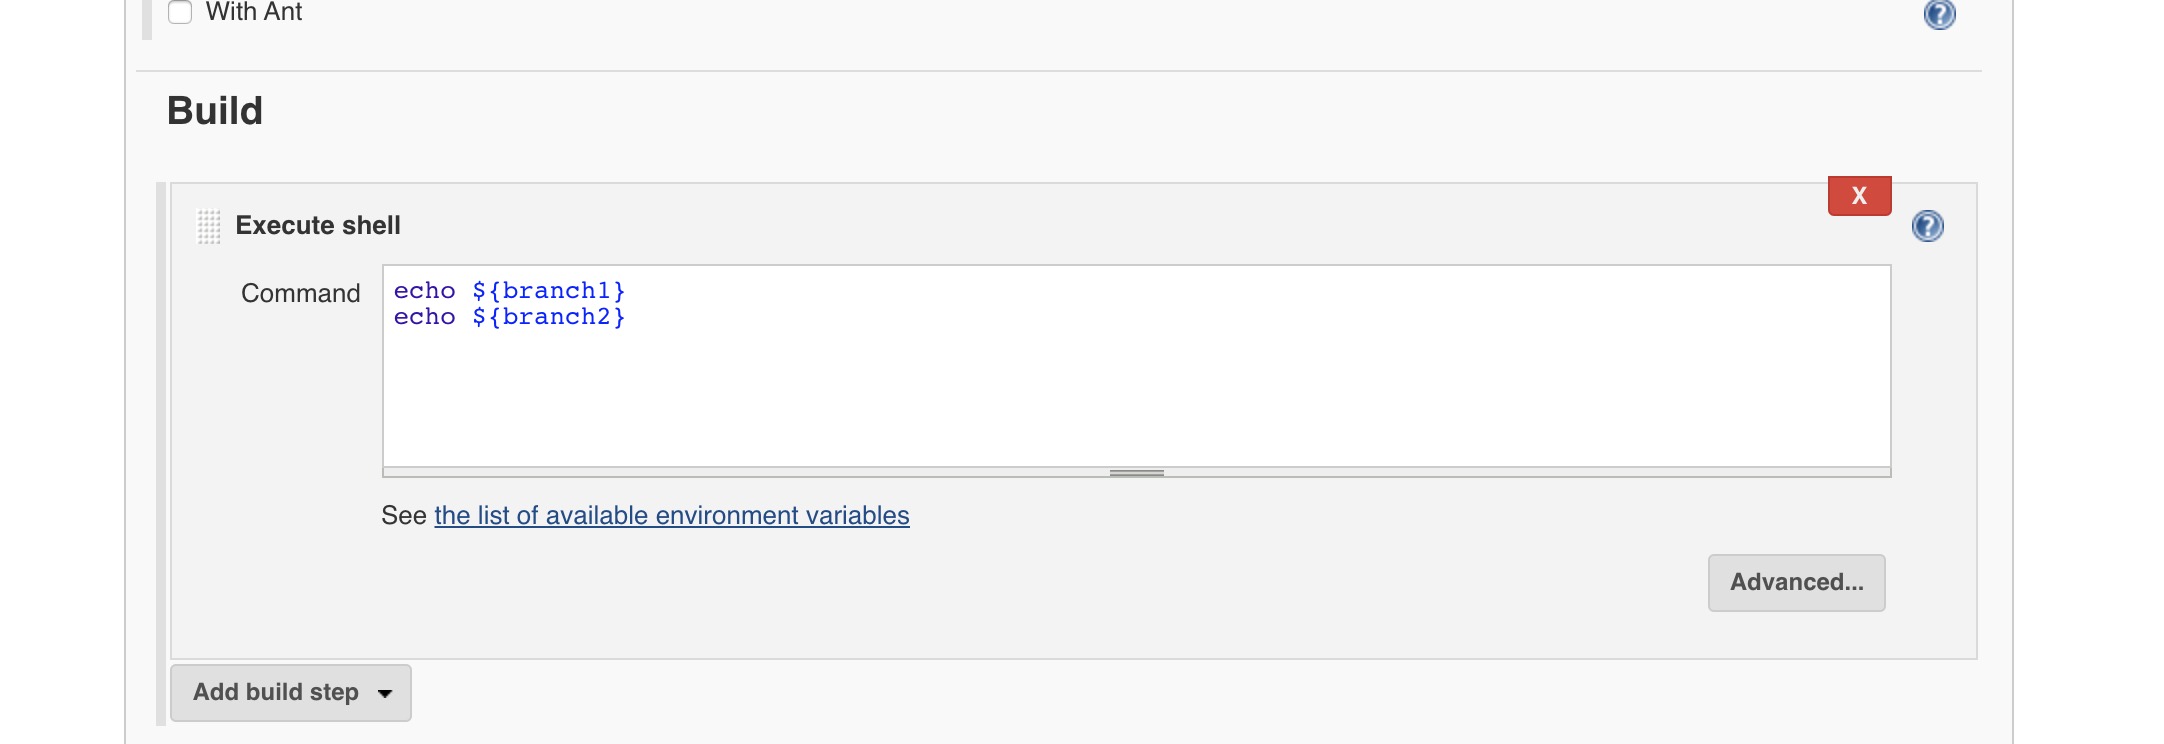 With Ant
?
Build
X
Execute shell
?
Command
echo ${branch1}
echo ${branch2}
See the list of available environment variables
Advanced...
Add build step